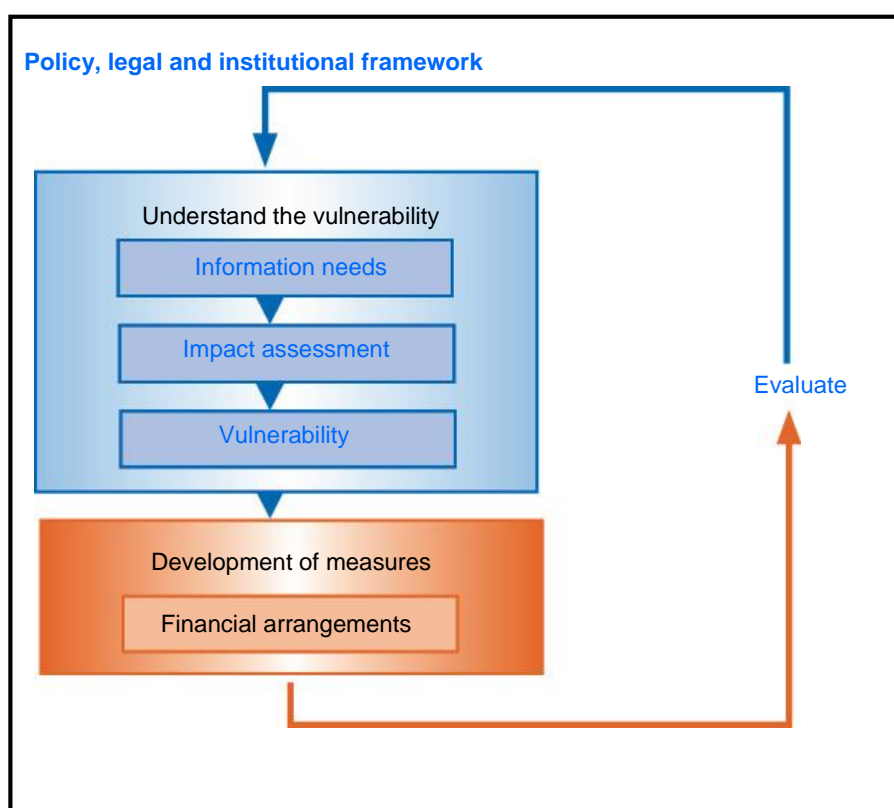 Policy, legal and institutional framework
Understand the vulnerability
Information needs
Impact assessment
Vulnerability
Evaluate
Development of measures
Financial arrangements